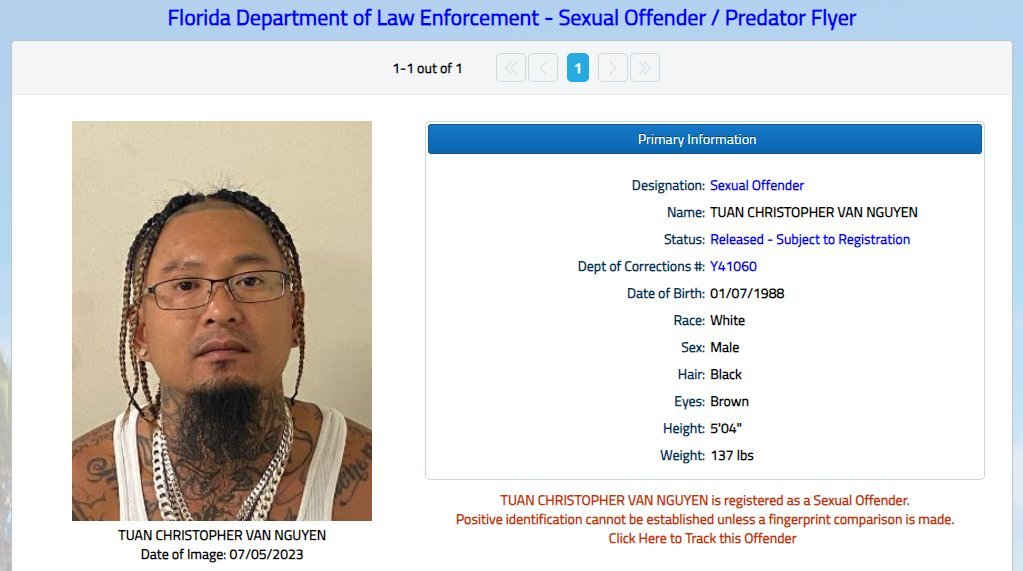 Florida Department of Law Enforcement - Sexual Offender / Predator Flyer
1-1 out of 1
1
Primary Information
Designation: Sexual Offender
Name: TUAN CHRISTOPHER VAN NGUYEN
Status: Released - Subject to Registration
Dept of Corrections #: Y41060
Date of Birth: 01/07/1988
Race: White
Sex: Male
Hair: Black
Eyes: Brown
Height: 5'04"
Weight: 137 lbs
TUAN CHRISTOPHER VAN NGUYEN is registered as a Sexual Offender.
Positive identification cannot be established unless a fingerprint comparison is made.
Click Here to Track this Offender
TUAN CHRISTOPHER VAN NGUYEN
Date of Image: 07/05/2023